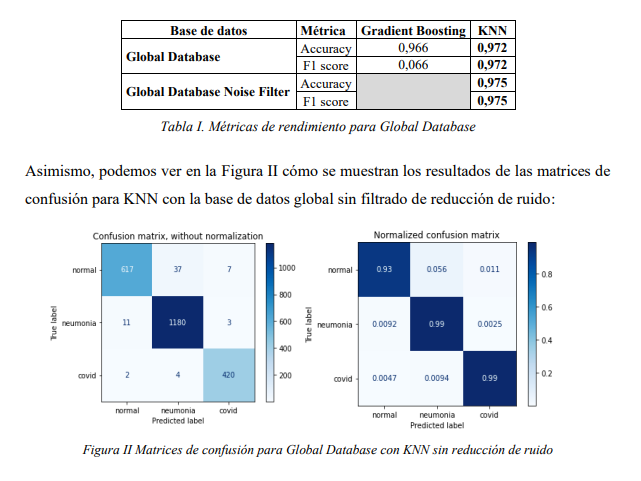 Base de datos Métrica Gradient Boosting KNN
Global Database Accuracy 0,966 0,972
F1 score 0,066 0,972
Global Database Noise Filter Accuracy 0,975
F1 score 0,975
Tabla I. Métricas de rendimiento para Global Database
Asimismo, podemos ver en la Figura II cómo se muestran los resultados de las matrices de
confusión para KNN con la base de datos global sin filtrado de reducción de ruido:
Confusion matrix, without normalization
normal 617 37 7
neumonia 11 1180 3
covid 2 4 420
normal neumonia covid
Predicted label
True label
1000
800
600
400
200
Normalized confusion matrix
normal 0.93 0.056 0.011
neumonia 0.0092 0.99 0.0025
covid 0.0047 0.0094 0.99
normal neumonia covid
Predicted label
True label
0.8
0.6
0.4
0.2
Figura II Matrices de confusión para Global Database con KNN sin reducción de ruido